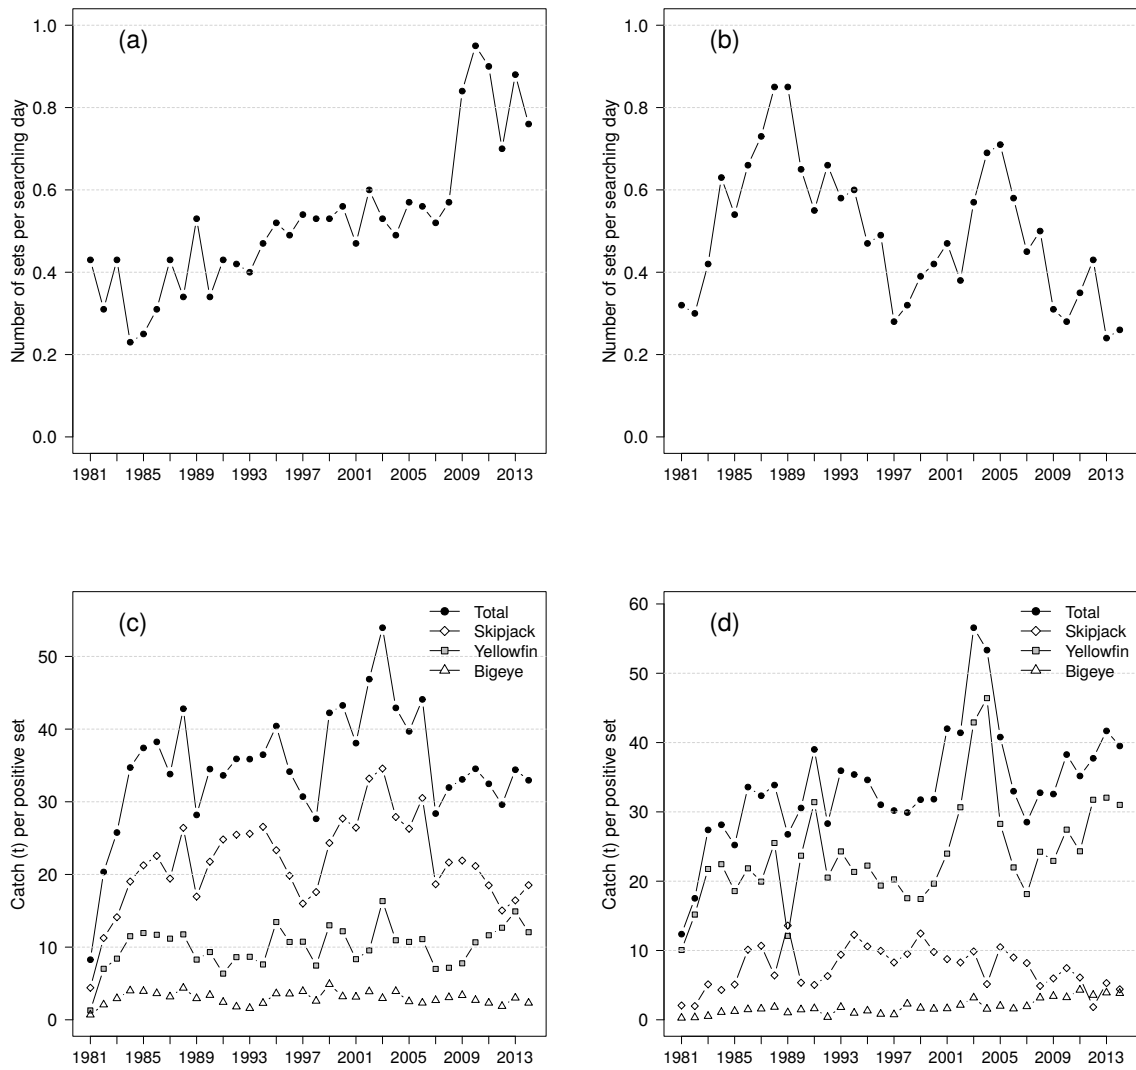 (a)
Number of sets per searching day
1.0
0.8
0.6
0.4
0.2
0.0
1981 1985 1989 1993 1997 2001 2005 2009 2013
(b)
Number of sets per searching day
1.0
0.8
0.6
0.4
0.2
0.0
1981 1985 1989 1993 1997 2001 2005 2009 2013
(c)
Total
Skipjack
Yellowfin
Bigeye
Catch (t) per positive set
50
40
30
20
10
0
1981 1985 1989 1993 1997 2001 2005 2009 2013
(d)
Total
Skipjack
Yellowfin
Bigeye
Catch (t) per positive set
60
50
40
30
20
10
0
1981 1985 1989 1993 1997 2001 2005 2009 2013